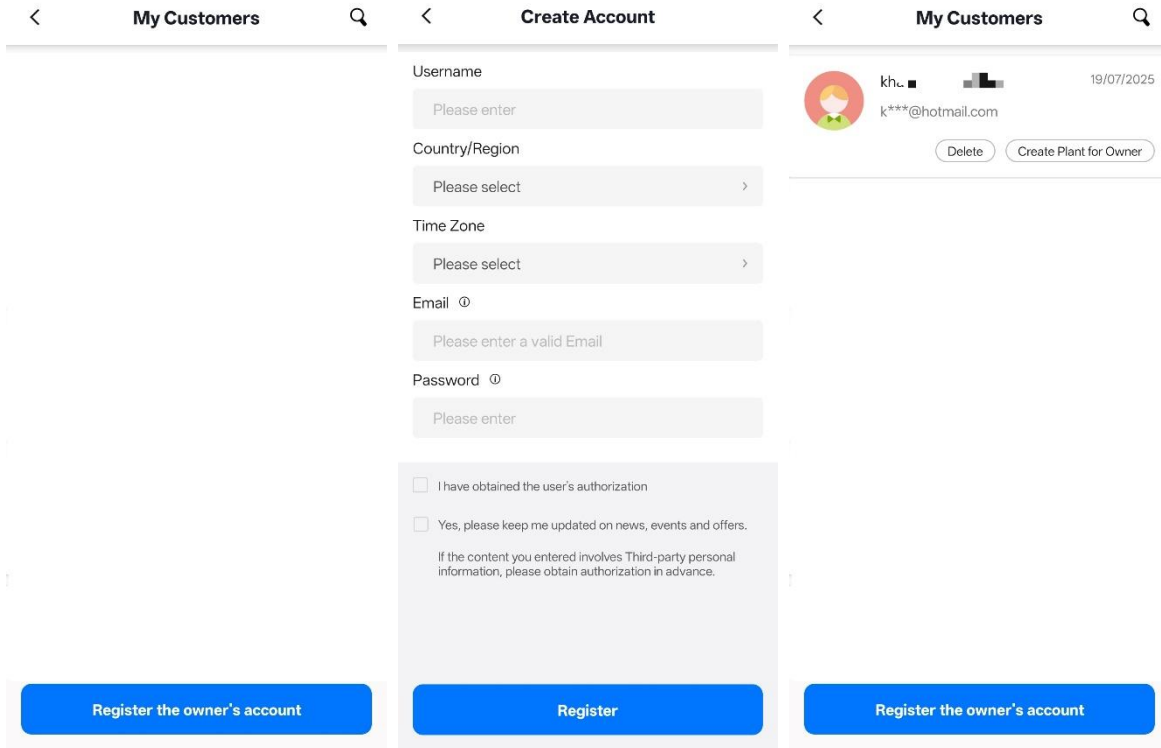 My Customers
Register the owner's account
Create Account
Username
Please enter
Country/Region
Please select
Time Zone
Please select
Email
Please enter a valid Email
Password
Please enter
I have obtained the user's authorization
Yes, please keep me updated on news, events and offers.
If the content you entered involves Third-party personal
information, please obtain authorization in advance.
Register
My Customers
19/07/2025
k***@hotmail.com
Delete
Create Plant for Owner
Register the owner's account